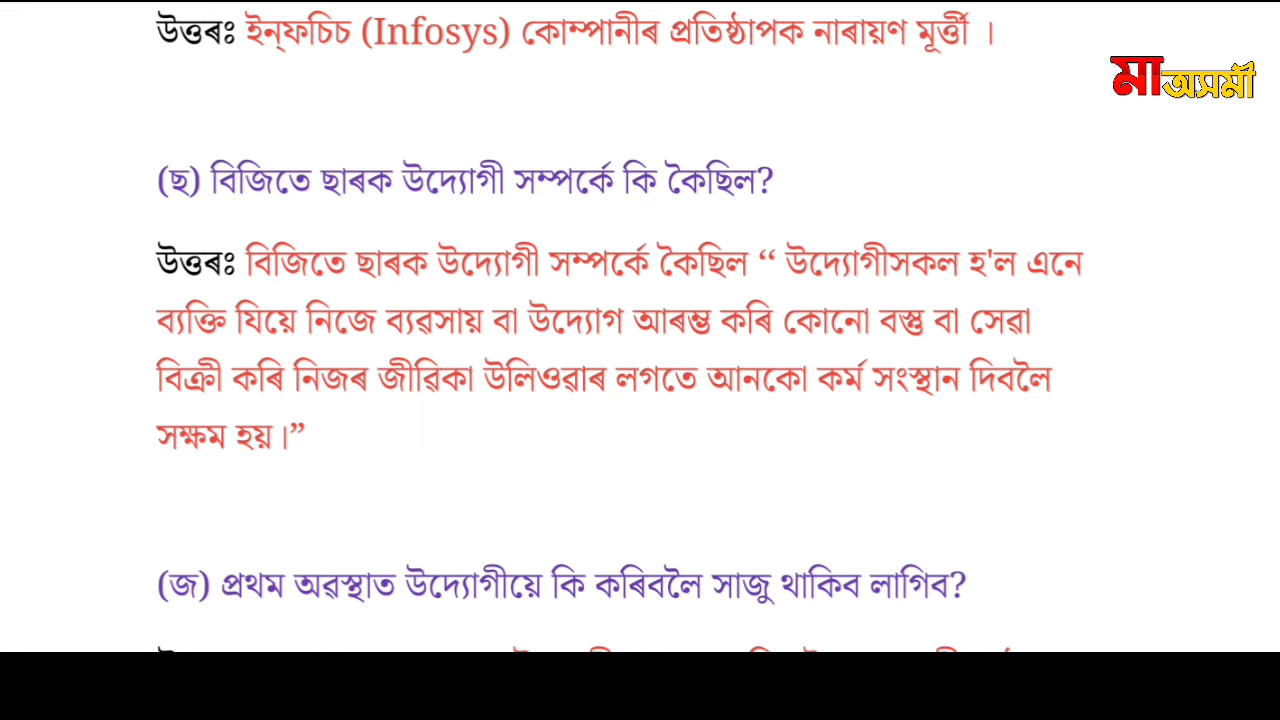 উত্তৰঃ ইন্‌ফচিচ (Infosys) কোম্পানীৰ প্ৰতিষ্ঠাপক নাৰায়ণ মূৰ্ত্তী ।
মা অসমী
(ছ) বিজিতে ছাৰক উদ্যোগী সম্পৰ্কে কি কৈছিল?
উত্তৰঃ বিজিতে ছাৰক উদ্যোগী সম্পৰ্কে কৈছিল “ উদ্যোগীসকল হ'ল এনে
ব্যক্তি যিয়ে নিজে ব্যৱসায় বা উদ্যোগ আৰম্ভ কৰি কোনো বস্তু বা সেৱা
বিক্ৰী কৰি নিজৰ জীৱিকা উলিওৱাৰ লগতে আনকো কৰ্ম সংস্থান দিবলৈ
সক্ষম হয়।”
(জ) প্ৰথম অৱস্থাত উদ্যোগীয়ে কি কৰিবলৈ সাজু থাকিব লাগিব?